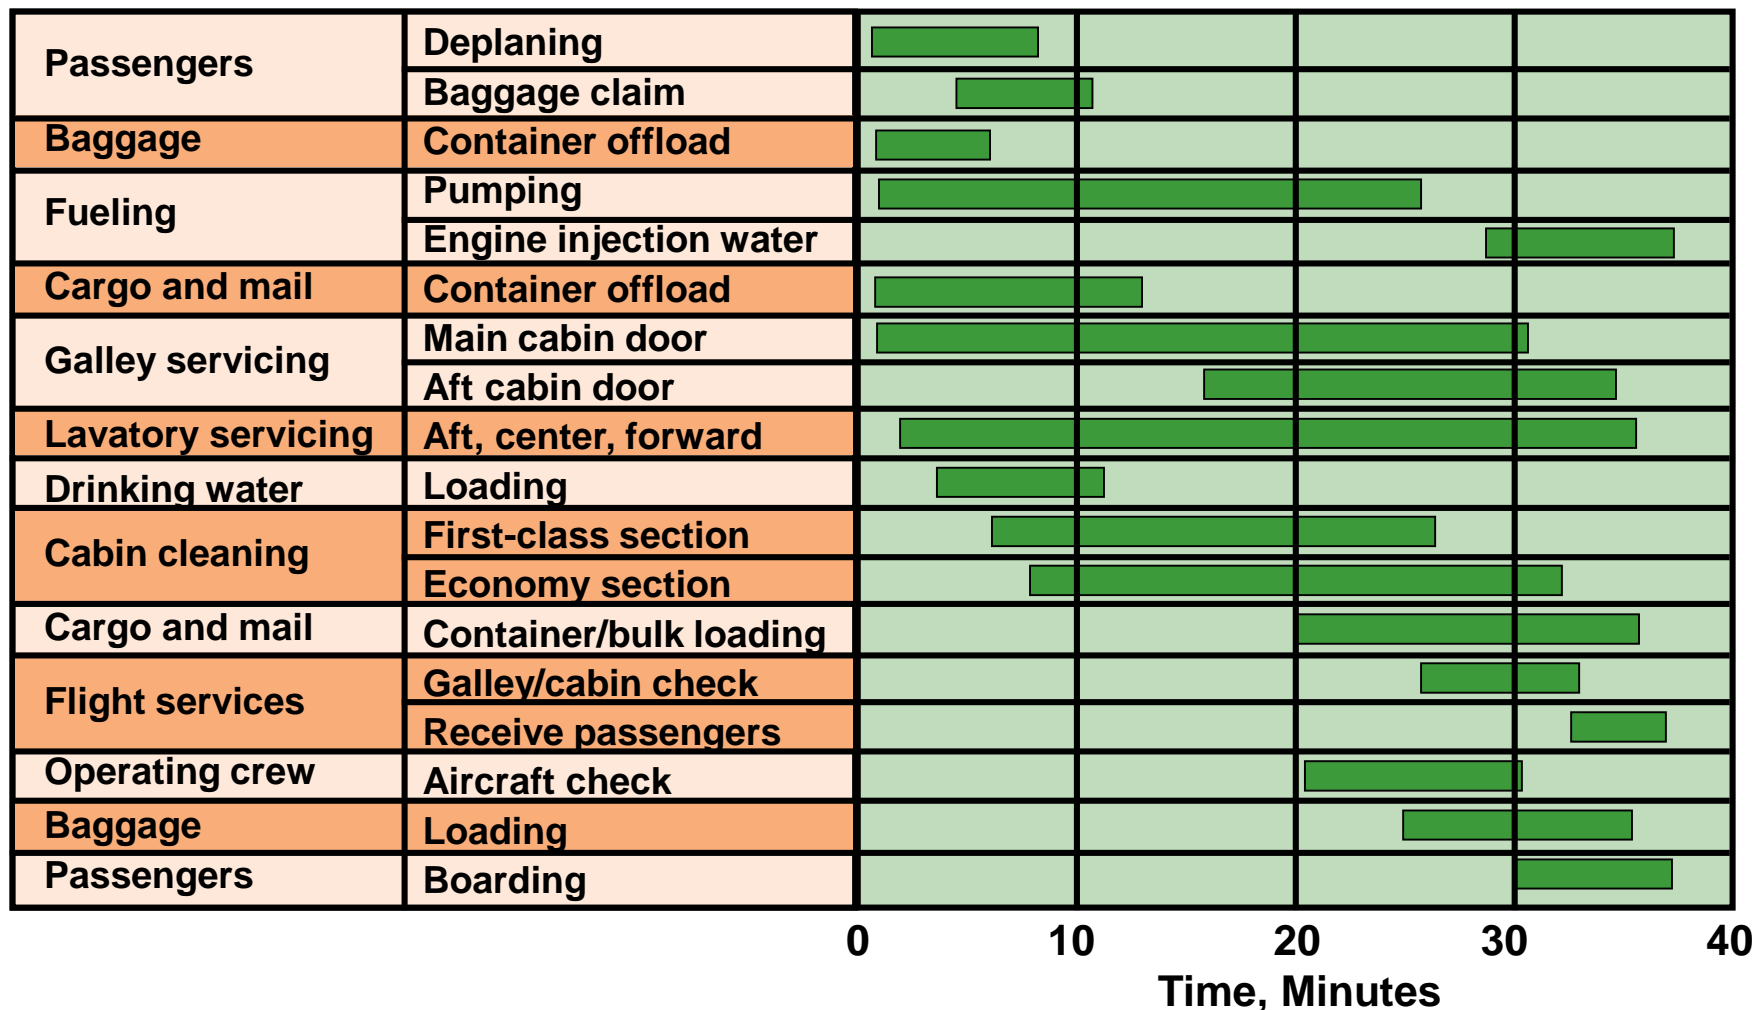 Passengers
Deplaning
Baggage claim
Baggage
Container offload
Fueling
Pumping
Engine injection water
Cargo and mail
Container offload
Galley servicing
Main cabin door
Aft cabin door
Lavatory servicing
Aft, center, forward
Drinking water
Loading
Cabin cleaning
First-class section
Economy section
Cargo and mail
Container/bulk loading
Flight services
Galley/cabin check
Receive passengers
Operating crew
Aircraft check
Baggage
Loading
Passengers
Boarding
0 10 20 30 40
Time, Minutes